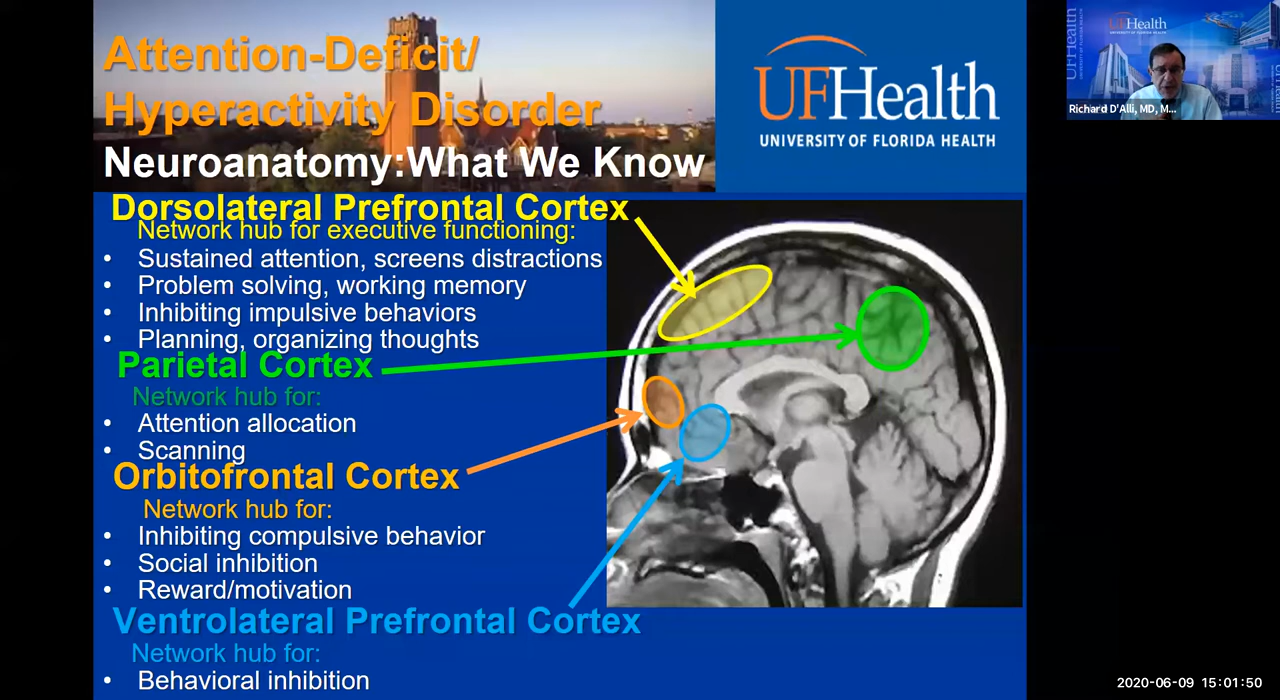 Attention-Deficit/
Hyperactivity Disorder
Neuroanatomy:What We Know
UFHealth
UNIVERSITY OF FLORIDA HEALTH
Dorsolateral Prefrontal Cortex
Network hub for executive functioning:
• Sustained attention, screens distractions
• Problem solving, working memory
• Inhibiting impulsive behaviors
• Planning, organizing thoughts
Parietal Cortex
Network hub for:
• Attention allocation
• Scanning
Orbitofrontal Cortex
Network hub for:
• Inhibiting compulsive behavior
• Social inhibition
• Reward/motivation
Ventrolateral Prefrontal Cortex
Network hub for:
• Behavioral inhibition
UFHealth
UFHealth
Richard D'Alli, MD, M...
2020-06-09 15:01:50